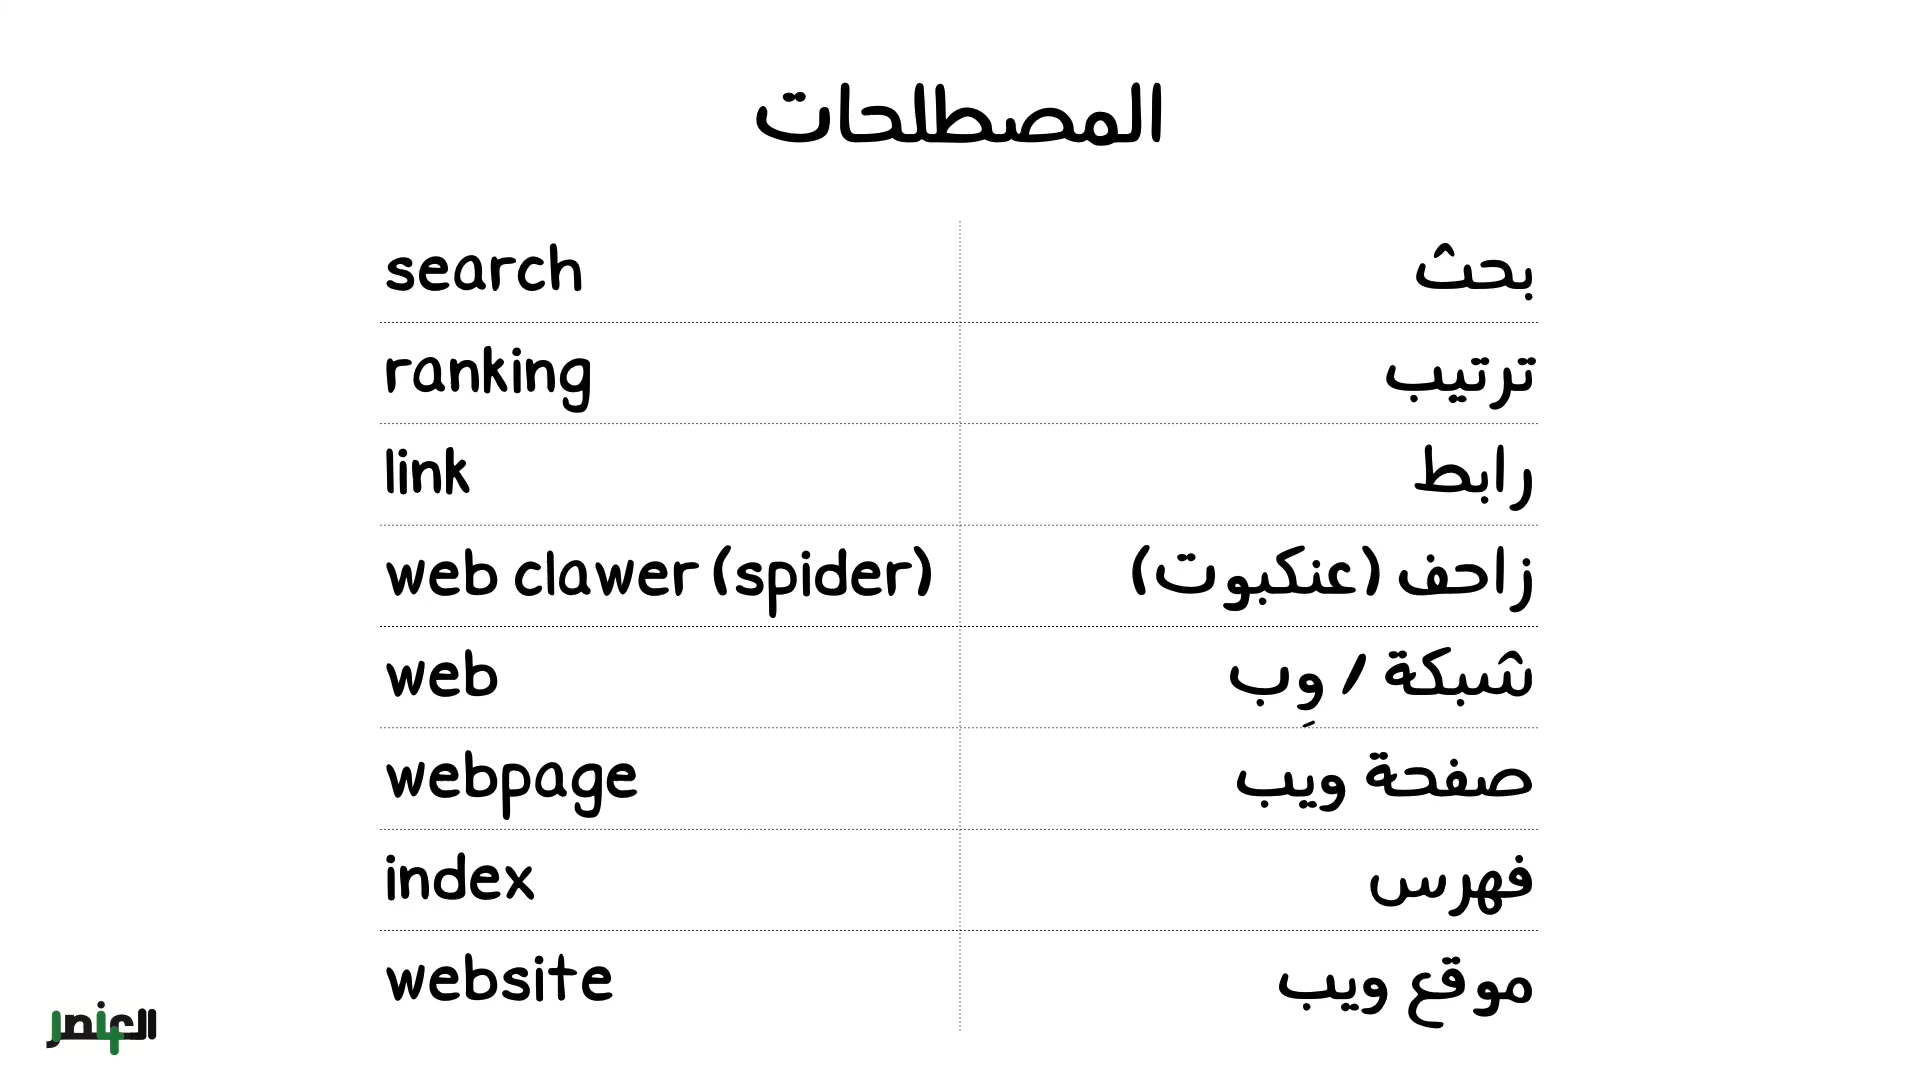 المصطلحات
search بحث
ranking ترتيب
link رابط
web clawer (spider) زاحف (عنكبوت)
web شبكة / وِب
webpage صفحة ويب
index فهرس
website موقع ويب
العنصر